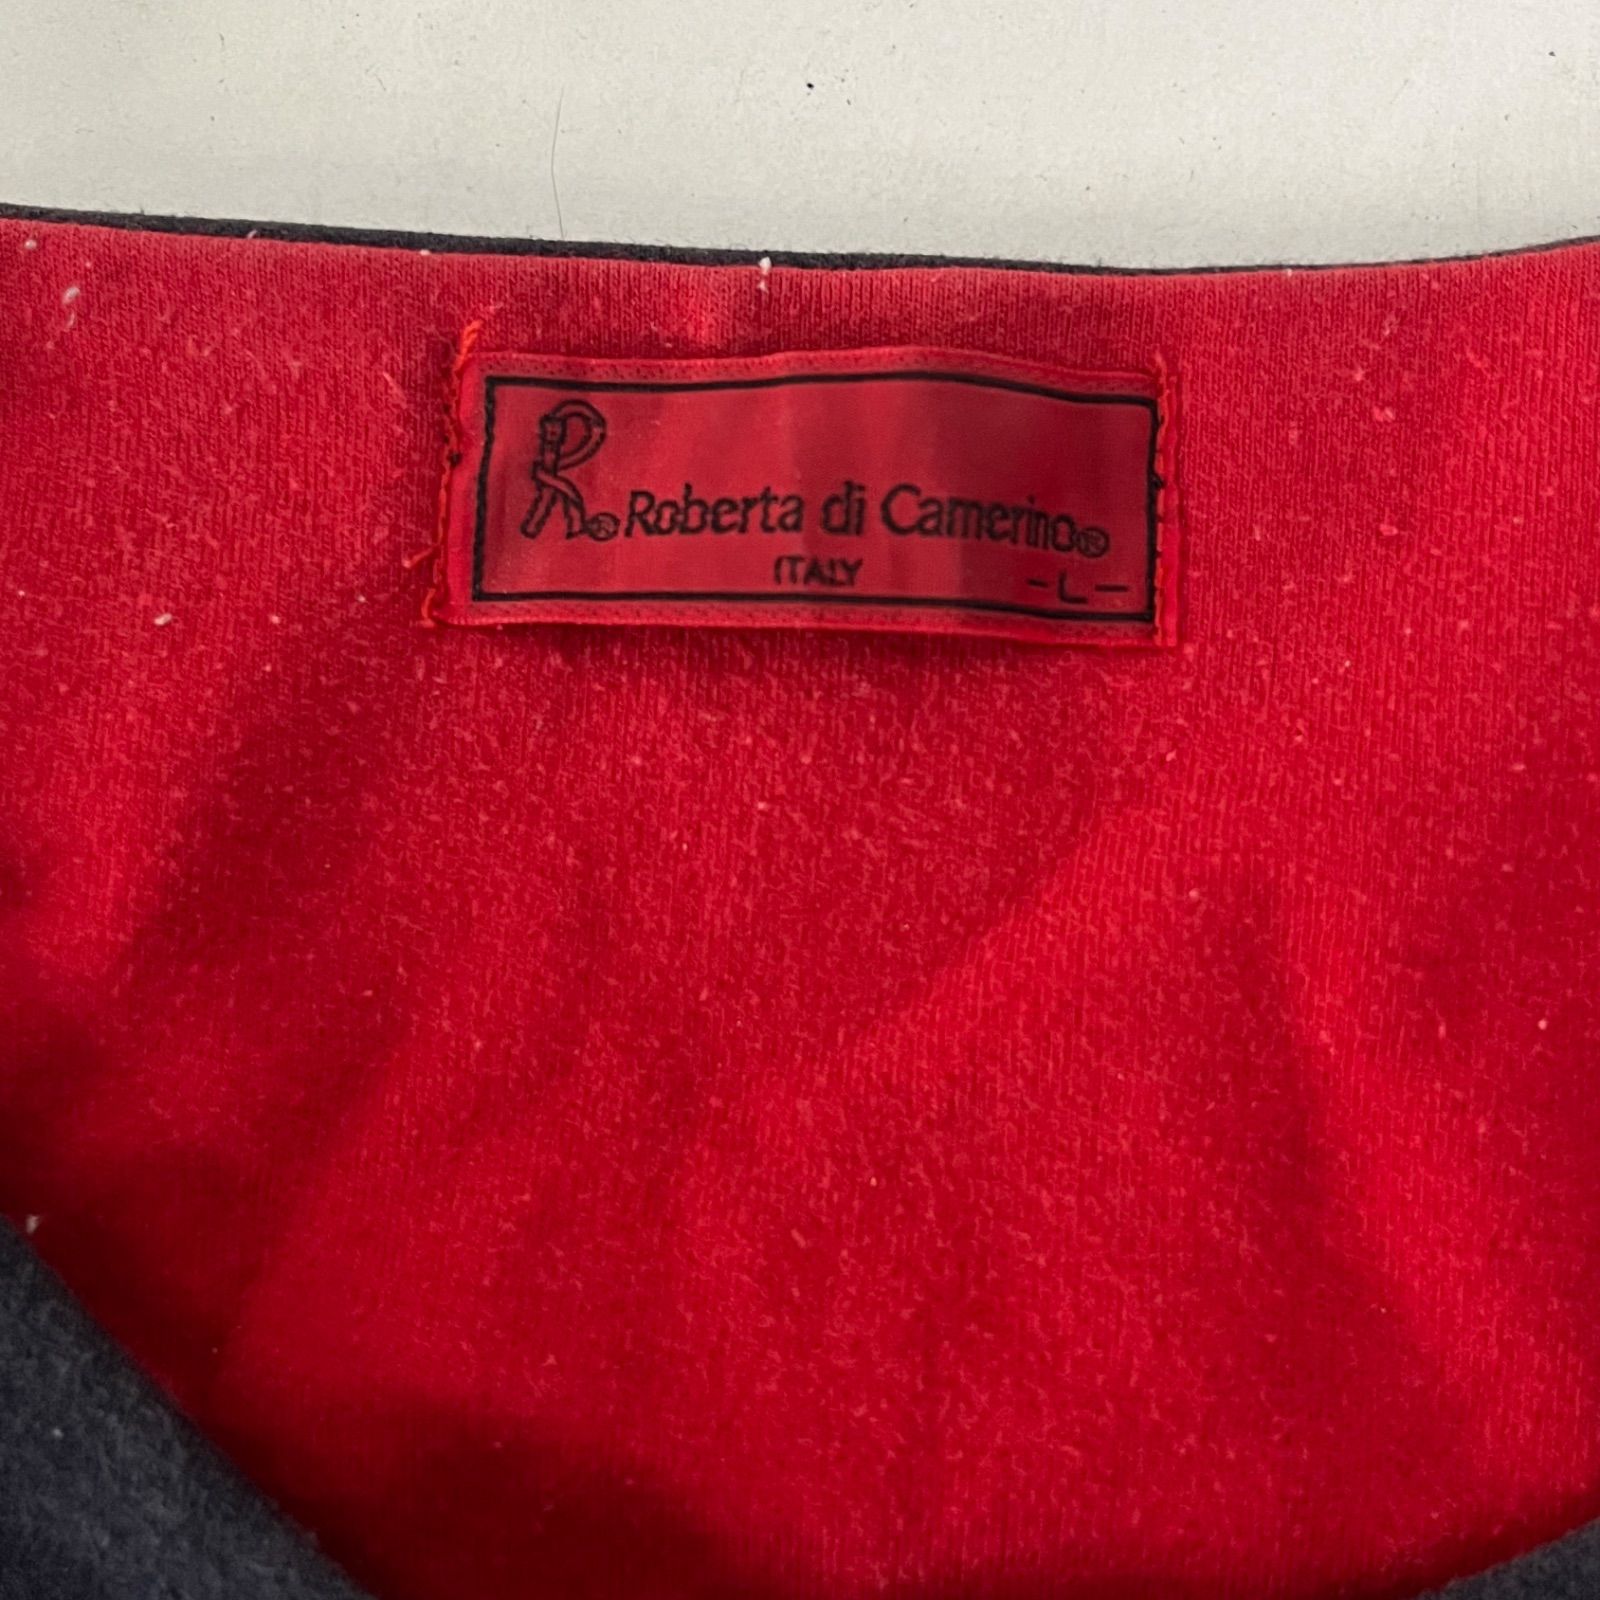 R® Roberta di Camerino®
ITALY
-L-